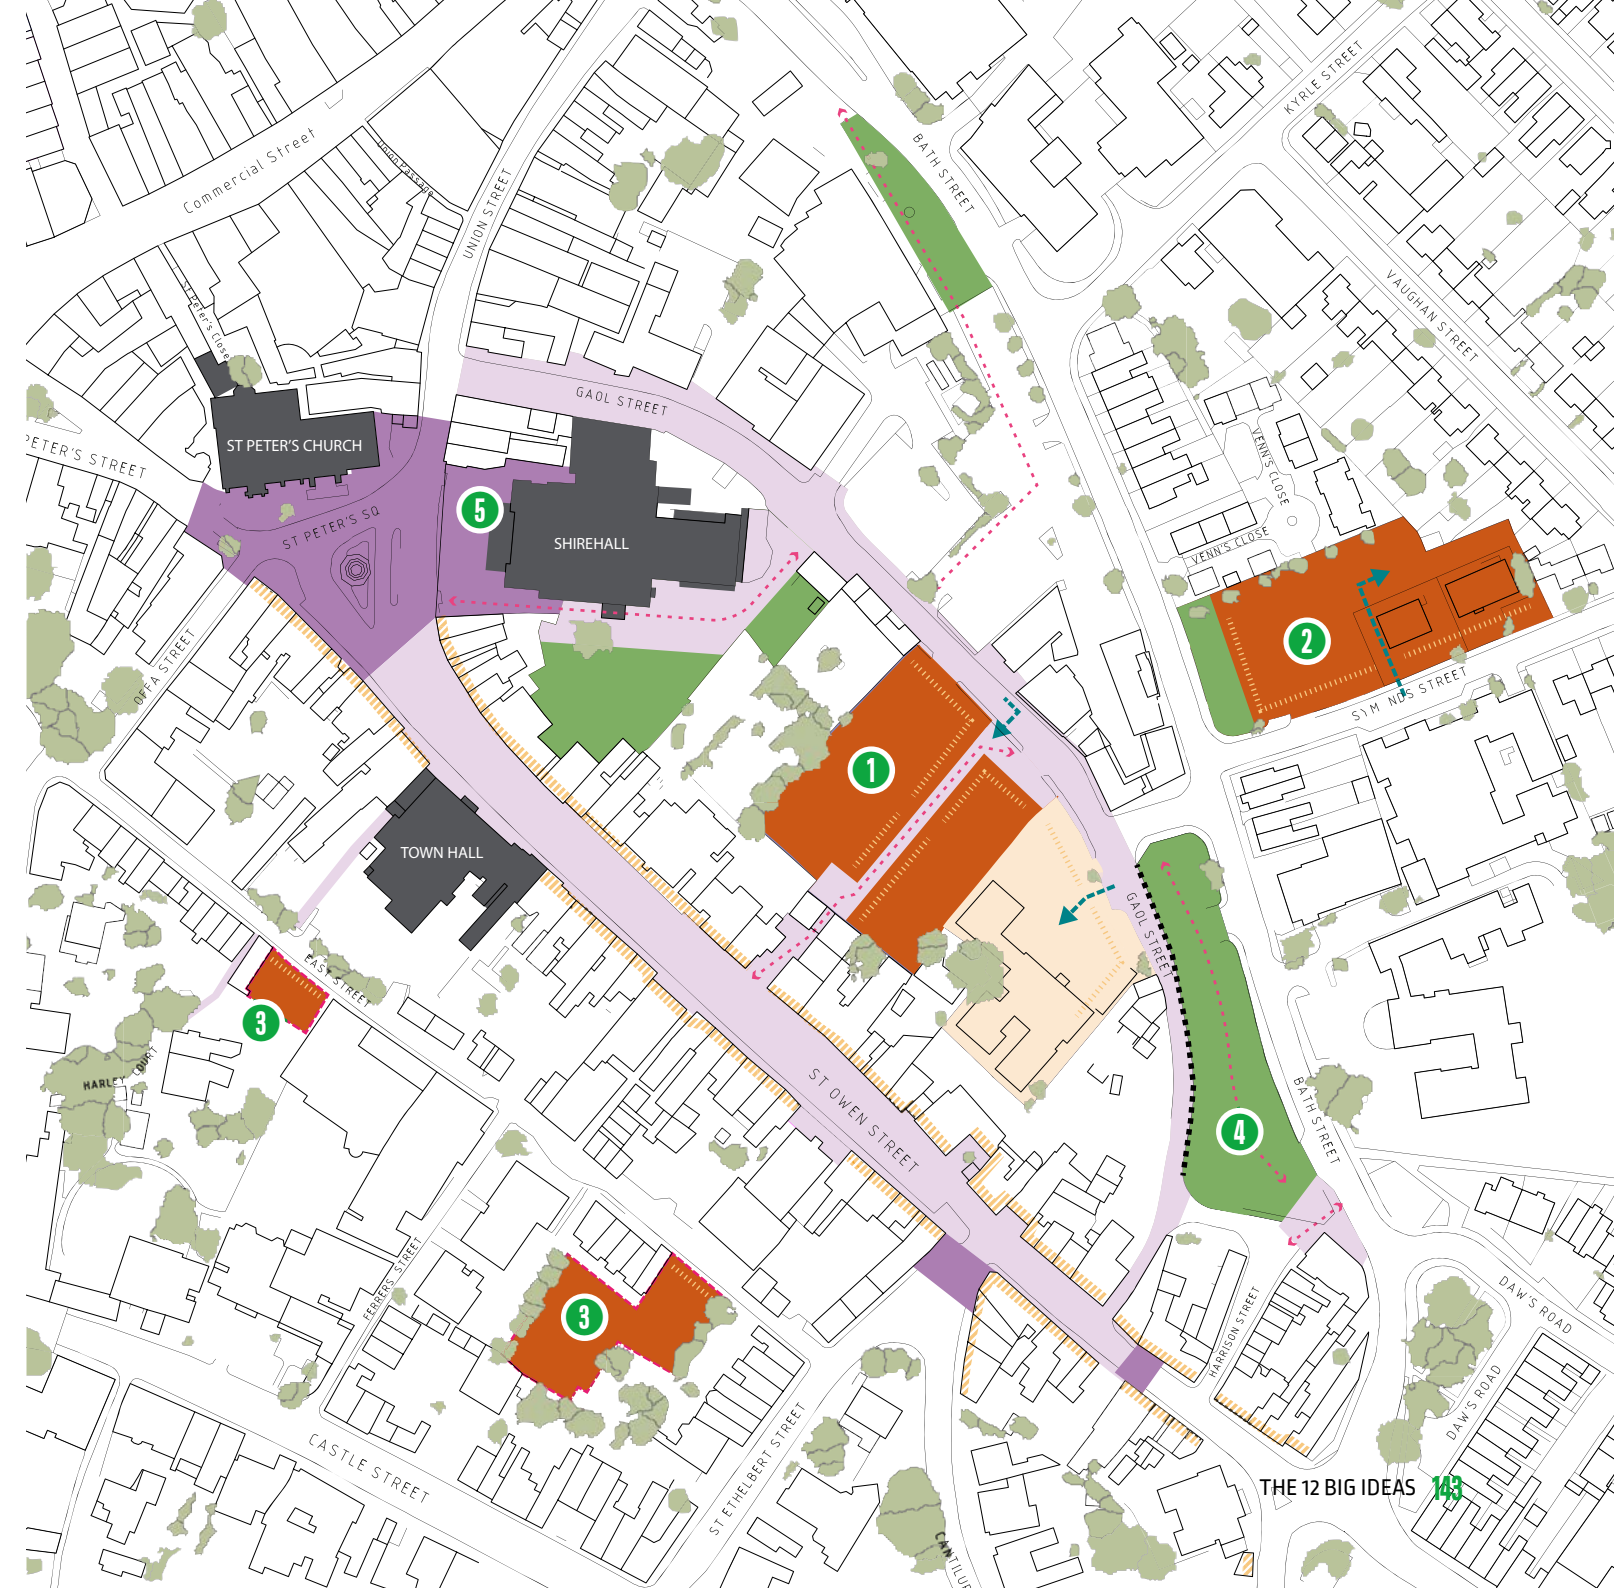 KYRLE STREET
Commercial Street
Union Passage
BATH STREET
UNION STREET
St Peter's Close
VAUGHAN STREET
GAOL STREET
ST PETER'S CHURCH
PETER'S STREET
VENN'S CLOSE
5
ST PETER'S SQ
SHIREHALL
VENN'S CLOSE
2
OFFA STREET
SYMONDS STREET
1
TOWN HALL
GAOL STREET
EAST STREET
3
HARLEY COURT
ST OWEN STREET
BATH STREET
4
FERRERS STREET
3
HARRISON STREET
DAW'S ROAD
DAW'S ROAD
CASTLE STREET
ST ETHELBERT STREET
THE 12 BIG IDEAS 143
CANTILUP